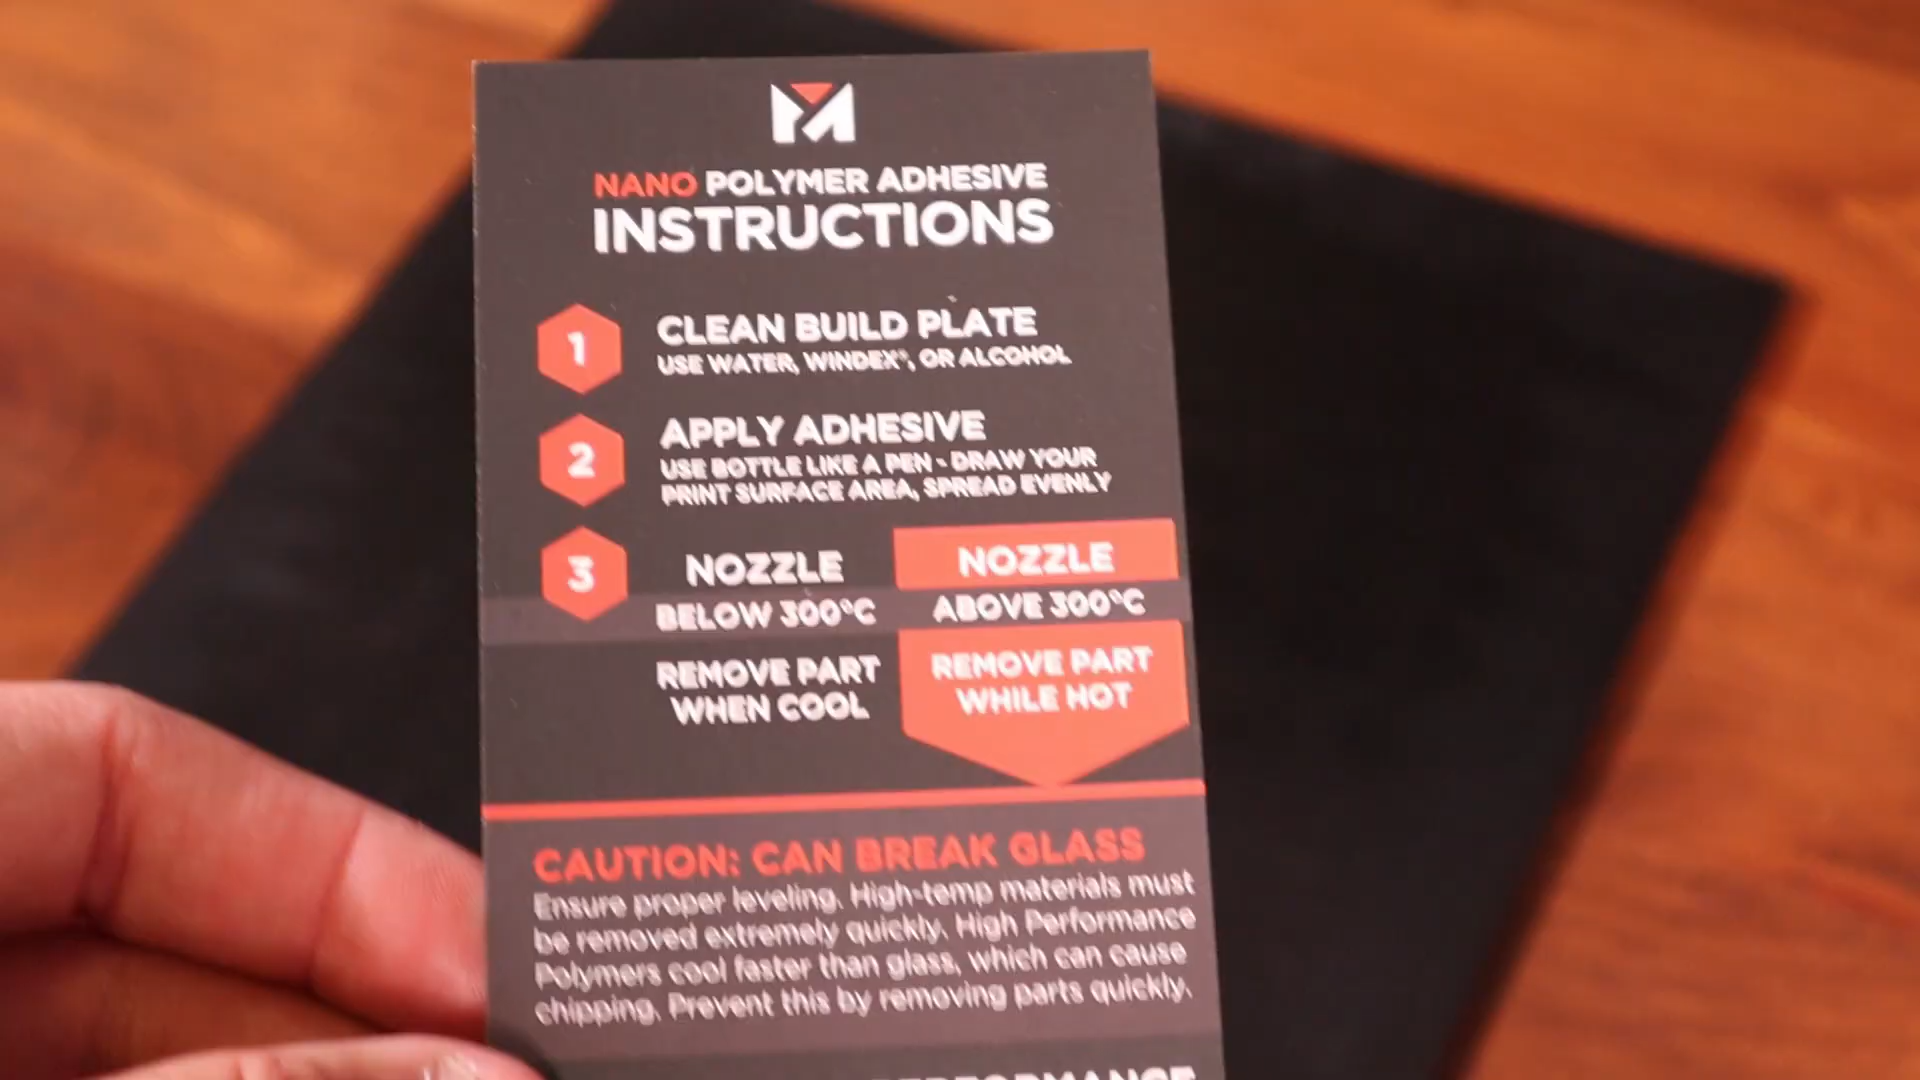 NANO POLYMER ADHESIVE
INSTRUCTIONS
1
CLEAN BUILD PLATE
USE WATER, WINDEX®, OR ALCOHOL
2
APPLY ADHESIVE
USE BOTTLE LIKE A PEN - DRAW YOUR
PRINT SURFACE AREA, SPREAD EVENLY
3
NOZZLE
BELOW 300°C
REMOVE PART
WHEN COOL
NOZZLE
ABOVE 300°C
REMOVE PART
WHILE HOT
CAUTION: CAN BREAK GLASS
Ensure proper leveling. High-temp materials must
be removed extremely quickly. High Performance
Polymers cool faster than glass, which can cause
chipping. Prevent this by removing parts quickly.
PERFORMANCE